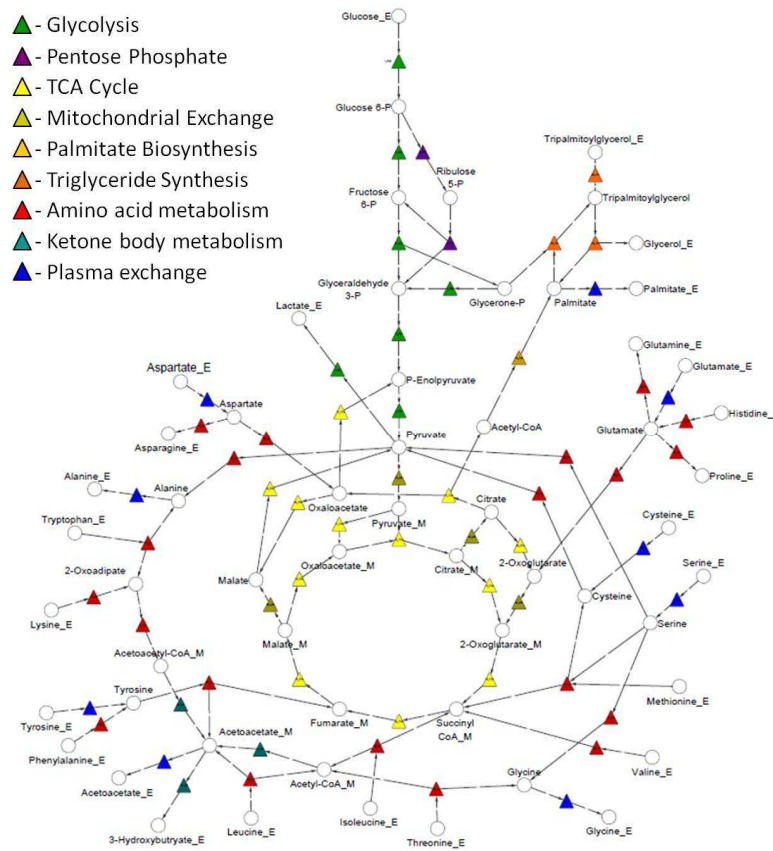 - Glycolysis
- Pentose Phosphate
- TCA Cycle
- Mitochondrial Exchange
- Palmitate Biosynthesis
- Triglyceride Synthesis
- Amino acid metabolism
- Ketone body metabolism
- Plasma exchange
Glucose_E
Glucose 6-P
Tripalmitoylglycerol_E
Ribulose
5-P
Fructose
6-P
Tripalmitoylglycerol
Glycerol_E
Glyceraldehyde
3-P
Glycerone-P
Palmitate
Palmitate_E
Lactate_E
P-Enolpyruvate
Glutamine_E
Glutamate_E
Aspartate_E
Aspartate
Asparagine_E
Acetyl-CoA
Glutamate
Histidine_
Proline_E
Pyruvate
Alanine_E
Alanine
Oxaloacetate
Citrate
Pyruvate_M
Cysteine_E
Tryptophan_E
Oxaloacetate_M
Citrate_M
2-Oxoglutarate
Serine_E
2-Oxoadipate
Malate
Cysteine
Lysine_E
Malate_M
2-Oxoglutarate_M
Serine
Acetoacetyl-CoA_M
Tyrosine
Methionine_E
Tyrosine_E
Acetoacetate_M
Fumarate_M
Succinyl
CoA_M
Phenylalanine_E
Valine_E
Acetoacetate_E
Acetyl-CoA_M
Glycine
3-Hydroxybutryate_E
Leucine_E
Isoleucine_E
Threonine_E
Glycine_E